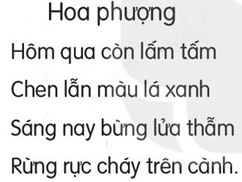 Hoa phượng
Hôm qua còn lấm tấm
Chen lẫn màu lá xanh
Sáng nay bừng lửa thẫm
Rừng rực cháy trên cành.